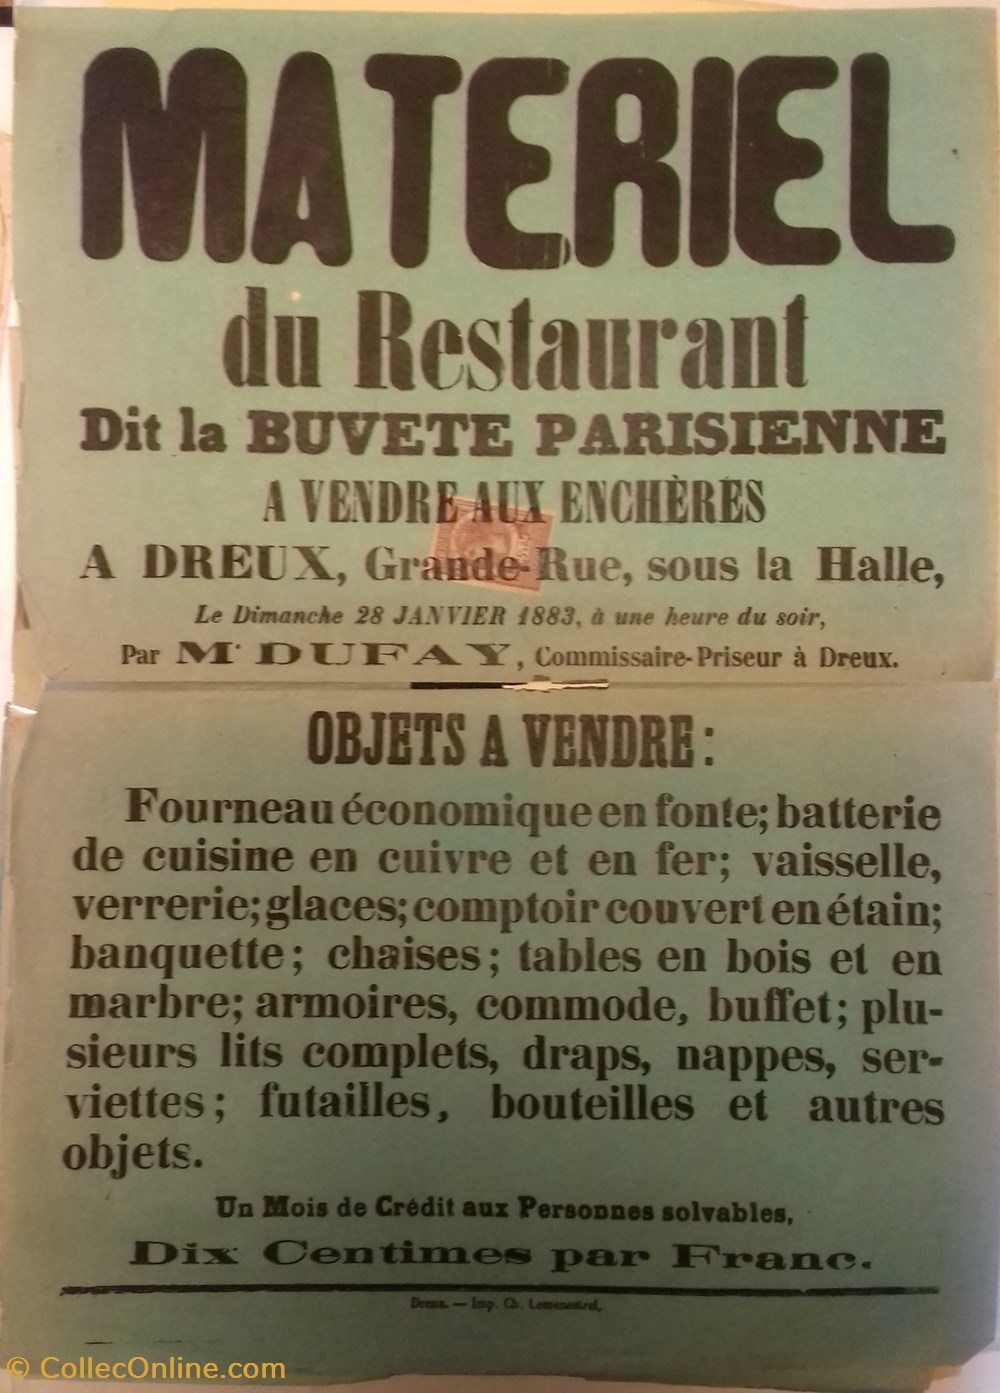 MATERIEL
du Restaurant
Dit la BUVETE PARISIENNE
A VENDRE AUX ENCHÈRES
A DREUX, Grande-Rue, sous la Halle,
Le Dimanche 28 JANVIER 1883, à une heure du soir,
Par Mr DUFAY, Commissaire-Priseur à Dreux.
OBJETS A VENDRE:
Fourneau économique en fonte; batterie
de cuisine en cuivre et en fer; vaisselle,
verrerie; glaces; comptoir couvert en étain;
banquette; chaises; tables en bois et en
marbre; armoires, commode, buffet; plu-
sieurs lits complets, draps, nappes, ser-
viettes; futailles, bouteilles et autres
objets.
Un Mois de Crédit aux Personnes solvables,
Dix Centimes par Franc.
Dreux. — Imp. Ch. Lemenestrel,
© CollecOnline.com